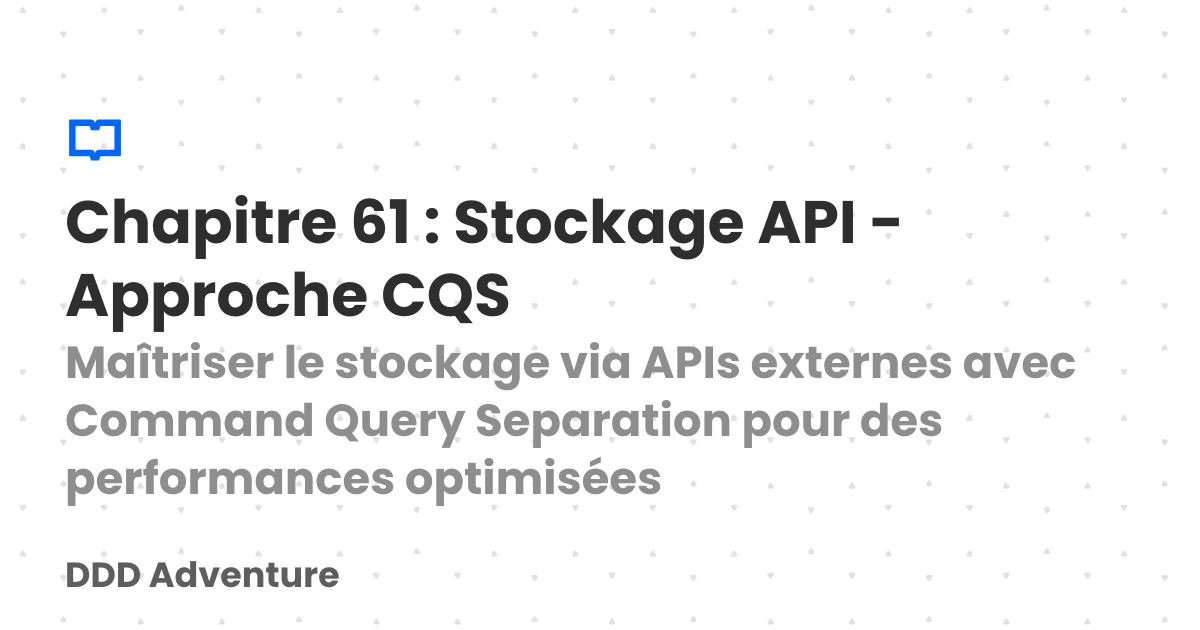 Chapitre 61 : Stockage API -
Approche CQS
Maîtriser le stockage via APIs externes avec
Command Query Separation pour des
performances optimisées
DDD Adventure